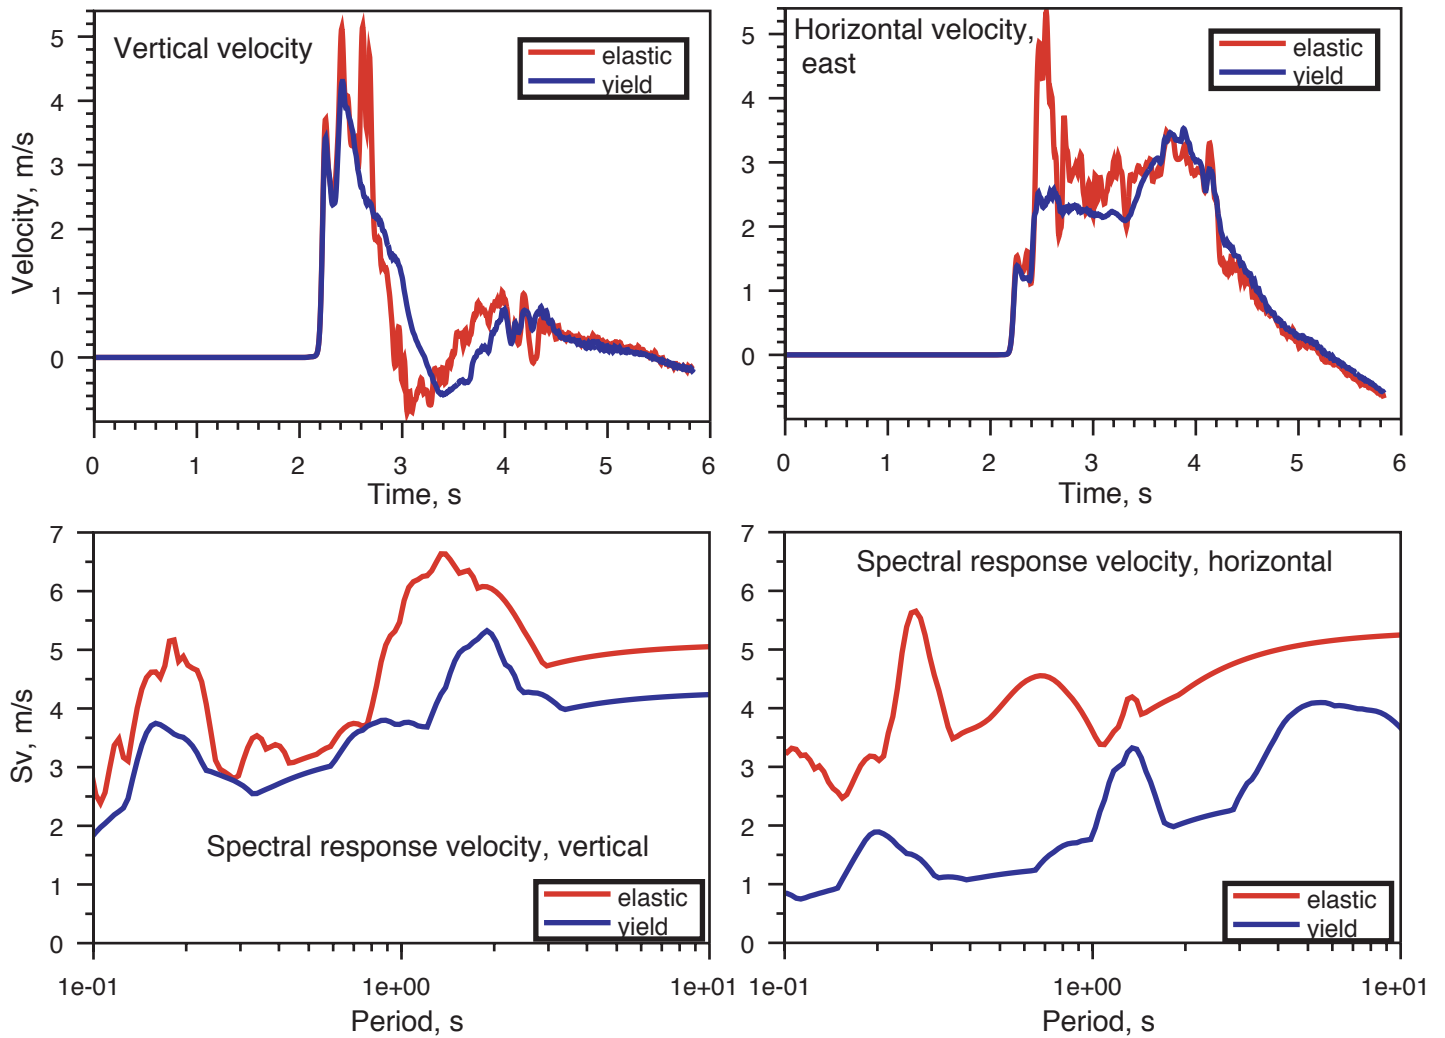 Vertical velocity
elastic
yield
5
4
3
2
1
0
Velocity, m/s
0 1 2 3 4 5 6
Time, s
Horizontal velocity,
east
elastic
yield
5
4
3
2
1
0
0 1 2 3 4 5 6
Time, s
7
6
5
4
3
2
1
0
Sv, m/s
Spectral response velocity, vertical
elastic
yield
1e-01 1e+00 1e+01
Period, s
Spectral response velocity, horizontal
7
6
5
4
3
2
1
0
elastic
yield
1e-01 1e+00 1e+01
Period, s